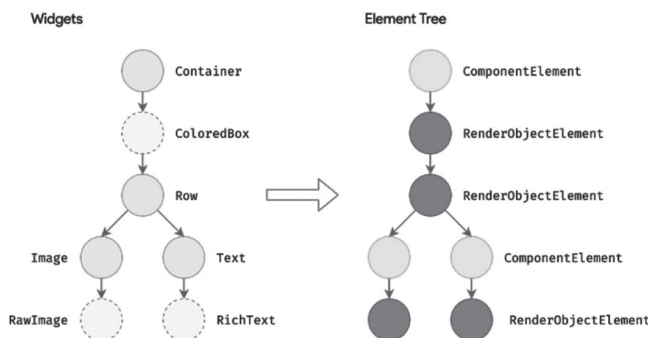 Widgets
Element Tree
Container
ComponentElement
ColoredBox
RenderObjectElement
Row
RenderObjectElement
Image
Text
ComponentElement
RawImage
RichText
RenderObjectElement